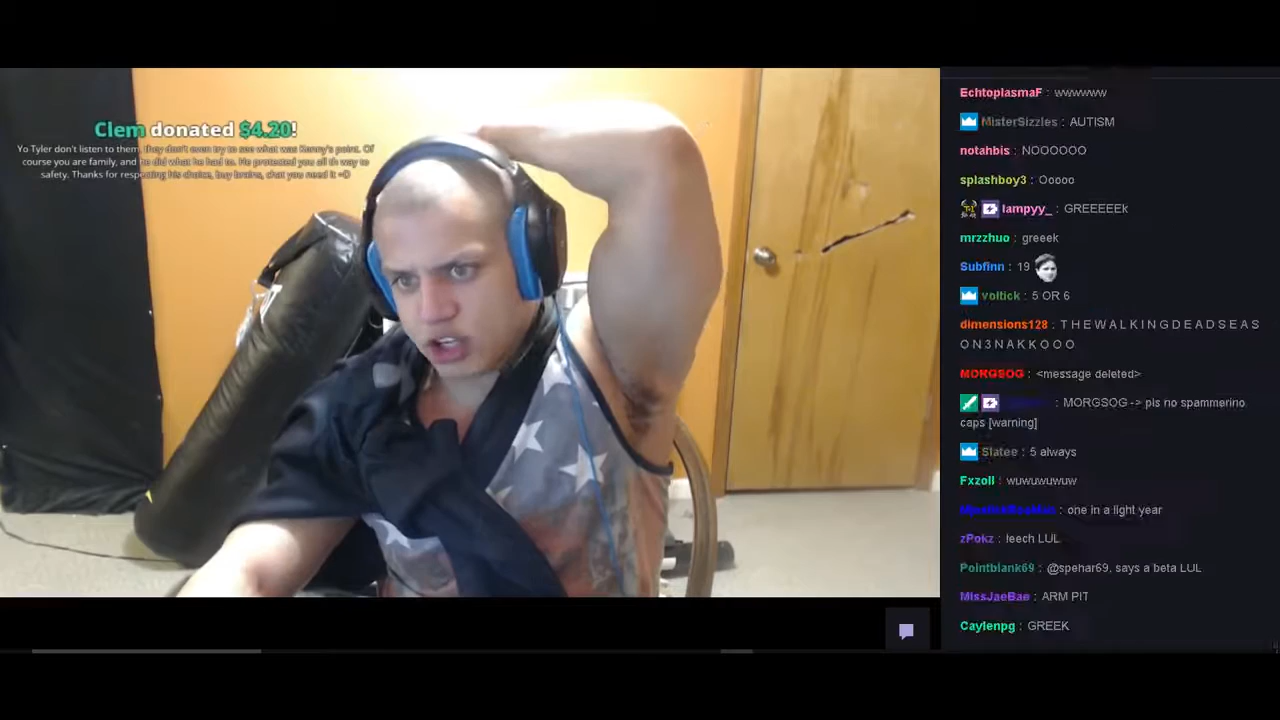 Clem donated $4.20!
Yo Tyler don't listen to them, they don't even try to see what was Kenny's point. Of
course you are family, and he did what he had to. He protected you all th way to
safety. Thanks for respecting his choice, buy brains, chat you need it =D
EchtoplasmaF : wwwwww
MisterSizzles : AUTISM
notahbis : NOOOOOO
splashboy3 : Ooooo
lampyy_ : GREEEEEk
mrzzhuo : greeek
Subfinn : 19
voltick : 5 OR 6
dimensions128 : T H E W A L K I N G D E A D S E A S
O N 3 N A K K O O O
MORGSOG : <message deleted>
: MORGSOG -> pls no spammerino
caps [warning]
Slatee : 5 always
Fxzoll : wuwuwuwuw
: one in a light year
zPokz : leech LUL
Pointblank69 : @spehar69, says a beta LUL
MissJaeBae : ARM PIT
Caylenpg : GREEK